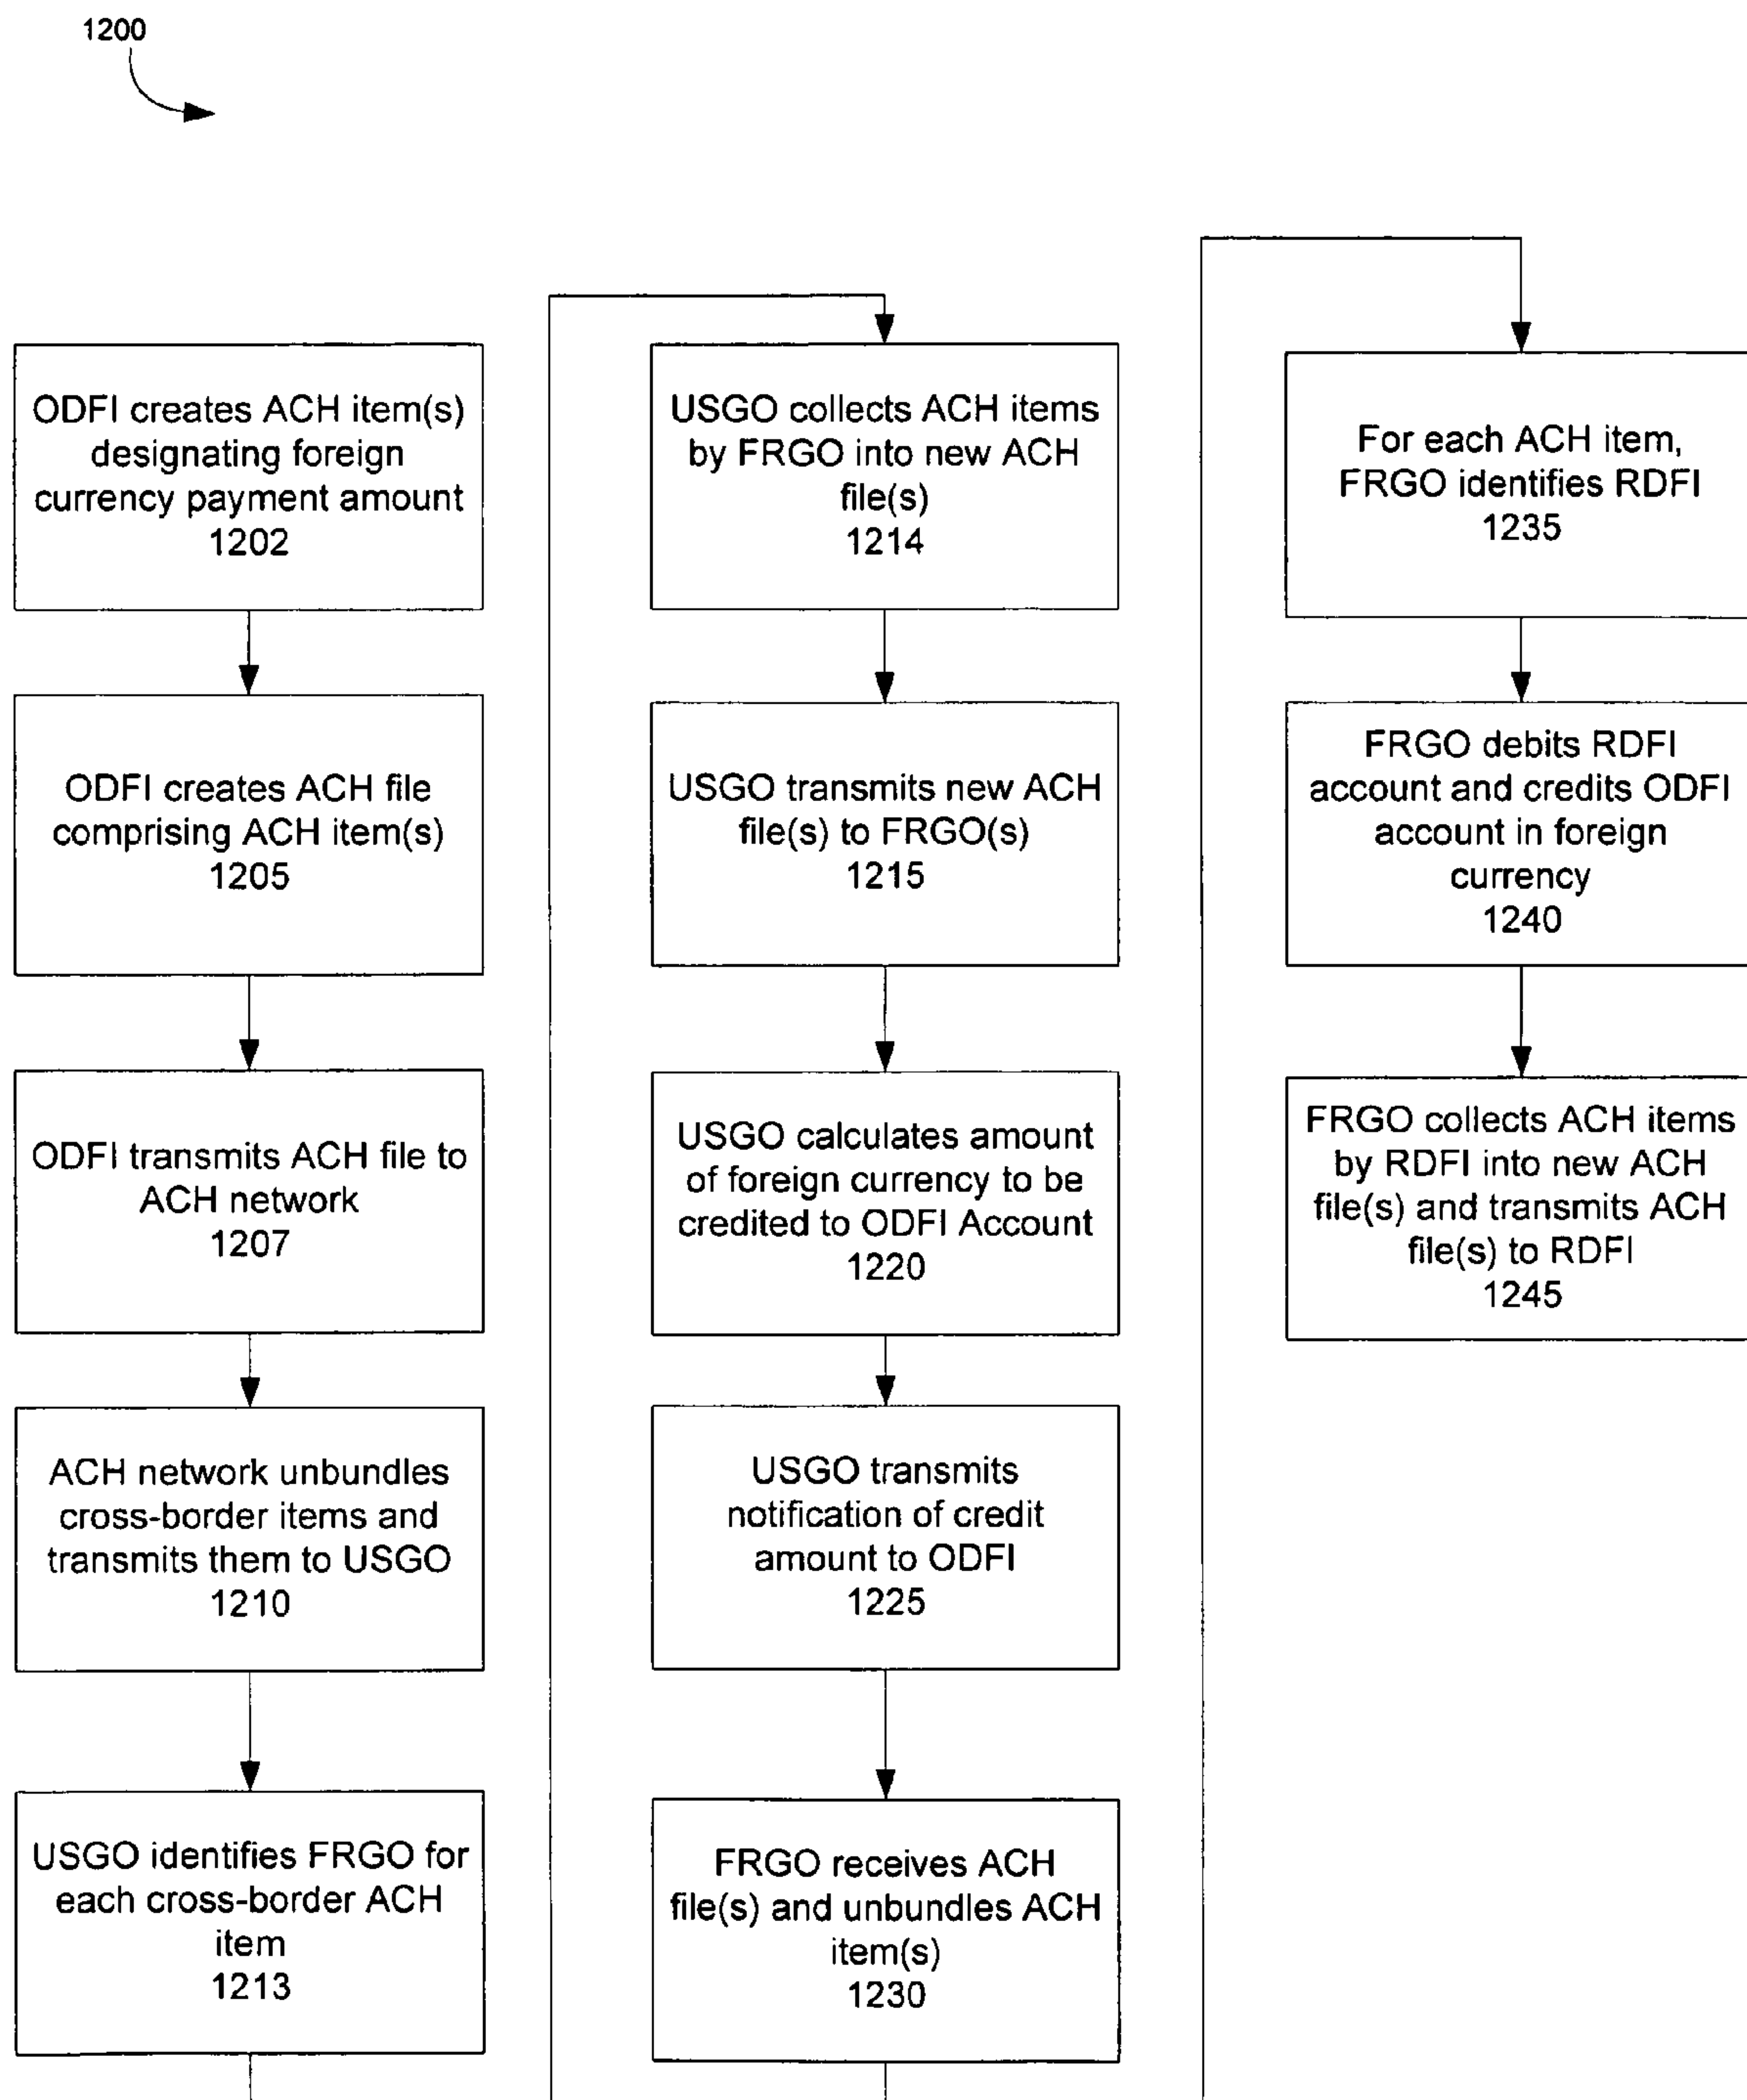 1200
ODFI creates ACH item(s)
designating foreign
currency payment amount
1202
ODFI creates ACH file
comprising ACH item(s)
1205
ODFI transmits ACH file to
ACH network
1207
ACH network unbundles
cross-border items and
transmits them to USGO
1210
USGO identifies FRGO for
each cross-border ACH
item
1213
USGO collects ACH items
by FRGO into new ACH
file(s)
1214
USGO transmits new ACH
file(s) to FRGO(s)
1215
USGO calculates amount
of foreign currency to be
credited to ODFI Account
1220
USGO transmits
notification of credit
amount to ODFI
1225
FRGO receives ACH
file(s) and unbundles ACH
item(s)
1230
For each ACH item,
FRGO identifies RDFI
1235
FRGO debits RDFI
account and credits ODFI
account in foreign
currency
1240
FRGO collects ACH items
by RDFI into new ACH
file(s) and transmits ACH
file(s) to RDFI
1245